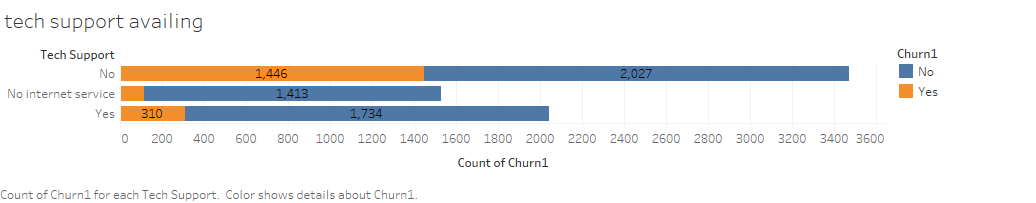 tech support availing
Tech Support
Churn1
No 1,446 2,027
No
No internet service 1,413
Yes
Yes 310 1,734
0 200 400 600 800 1000 1200 1400 1600 1800 2000 2200 2400 2600 2800 3000 3200 3400 3600
Count of Churn1
Count of Churn1 for each Tech Support. Color shows details about Churn1.